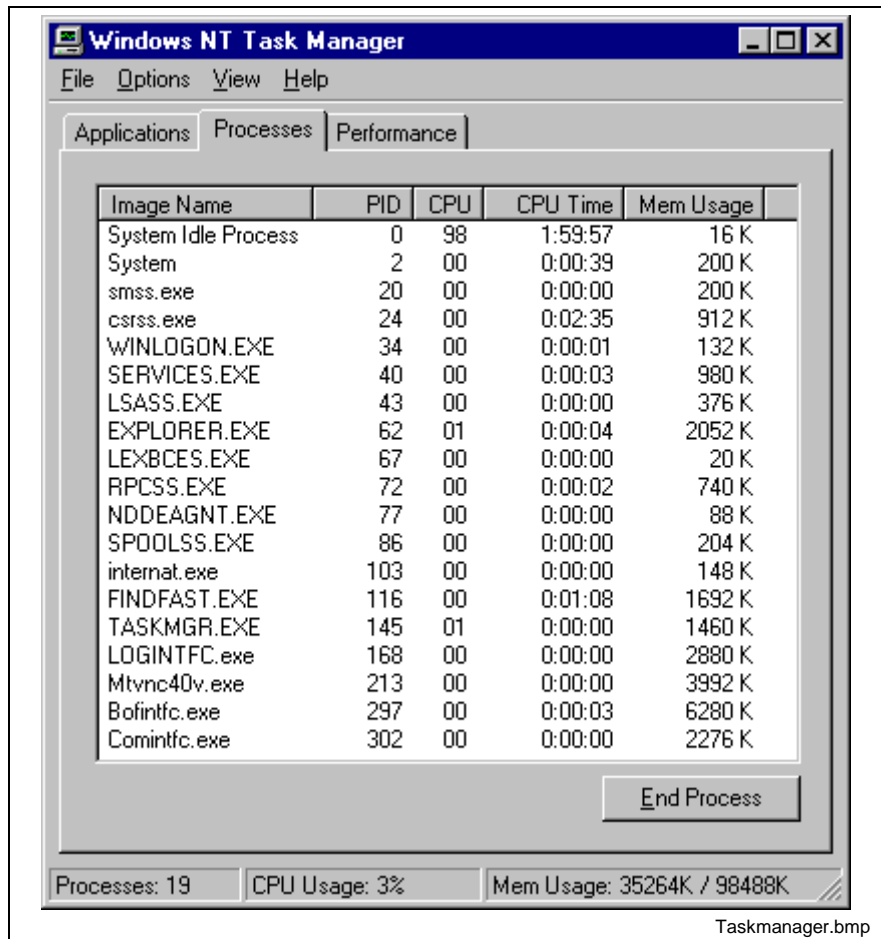 Windows NT Task Manager
File Options View Help
Applications Processes Performance
Image Name PID CPU CPU Time Mem Usage
System Idle Process 0 98 1:59:57 16 K
System 2 00 0:00:39 200 K
smss.exe 20 00 0:00:00 200 K
csrss.exe 24 00 0:02:35 912 K
WINLOGON.EXE 34 00 0:00:01 132 K
SERVICES.EXE 40 00 0:00:03 980 K
LSASS.EXE 43 00 0:00:00 376 K
EXPLORER.EXE 62 01 0:00:04 2052 K
LEXBCES.EXE 67 00 0:00:00 20 K
RPCSS.EXE 72 00 0:00:02 740 K
NDDEAGNT.EXE 77 00 0:00:00 88 K
SPOOLSS.EXE 86 00 0:00:00 204 K
internat.exe 103 00 0:00:00 148 K
FINDFAST.EXE 116 00 0:01:08 1692 K
TASKMGR.EXE 145 01 0:00:00 1460 K
LOGINTFC.exe 168 00 0:00:00 2880 K
Mtvnc40v.exe 213 00 0:00:00 3992 K
Bofintfc.exe 297 00 0:00:03 6280 K
Comintfc.exe 302 00 0:00:00 2276 K
End Process
Processes: 19 CPU Usage: 3% Mem Usage: 35264K / 98488K
Taskmanager.bmp